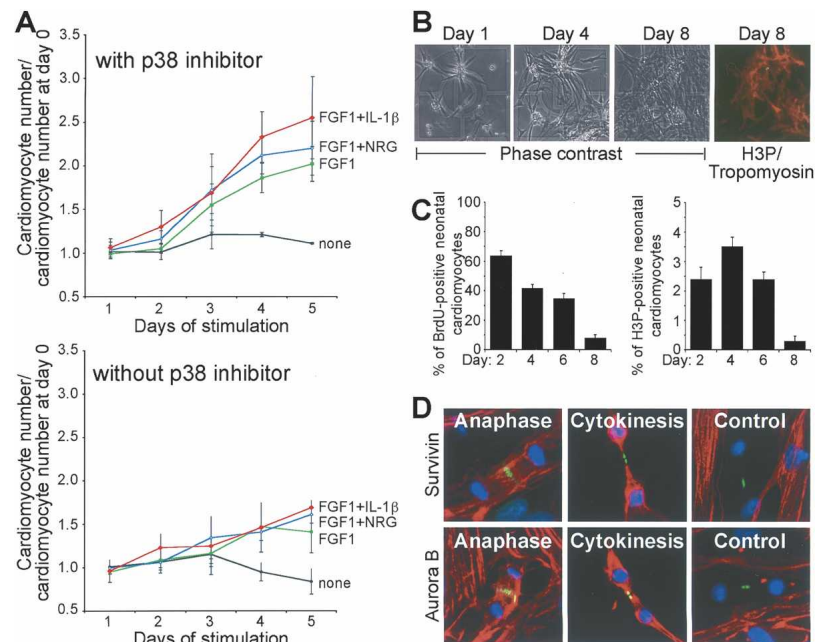 A
with p38 inhibitor
Cardiomyocyte number/
cardiomyocyte number at day 0
3.5
3.0
2.5
2.0
1.5
1.0
0.5
FGF1+IL-1β
FGF1+NRG
FGF1
none
1 2 3 4 5
Days of stimulation
without p38 inhibitor
Cardiomyocyte number/
cardiomyocyte number at day 0
3.5
3.0
2.5
2.0
1.5
1.0
0.5
FGF1+IL-1β
FGF1+NRG
FGF1
none
1 2 3 4 5
Days of stimulation
B
Day 1 Day 4 Day 8 Day 8
Phase contrast
H3P/
Tropomyosin
C
% of BrdU-positive neonatal
cardiomyocytes
100
80
60
40
20
0
Day: 2 4 6 8
% of H3P-positive neonatal
cardiomyocytes
5
4
3
2
1
0
Day: 2 4 6 8
D
Survivin
Anaphase Cytokinesis Control
Aurora B
Anaphase Cytokinesis Control